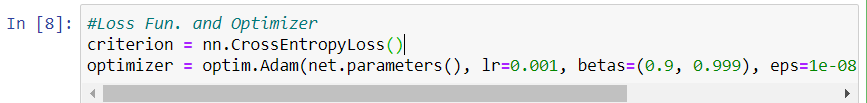 In [8]: #Loss Fun. and Optimizer
criterion = nn.CrossEntropyLoss()
optimizer = optim.Adam(net.parameters(), lr=0.001, betas=(0.9, 0.999), eps=1e-08